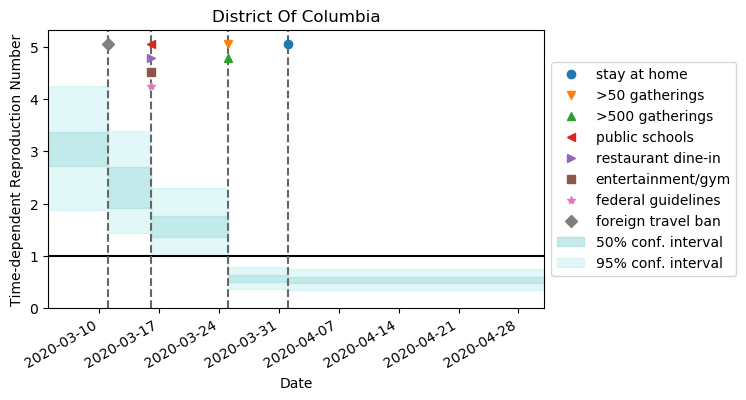 District Of Columbia
Time-dependent Reproduction Number
5
4
3
2
1
0
2020-03-10
2020-03-17
2020-03-24
2020-03-31
2020-04-07
2020-04-14
2020-04-21
2020-04-28
Date
stay at home
>50 gatherings
>500 gatherings
public schools
restaurant dine-in
entertainment/gym
federal guidelines
foreign travel ban
50% conf. interval
95% conf. interval